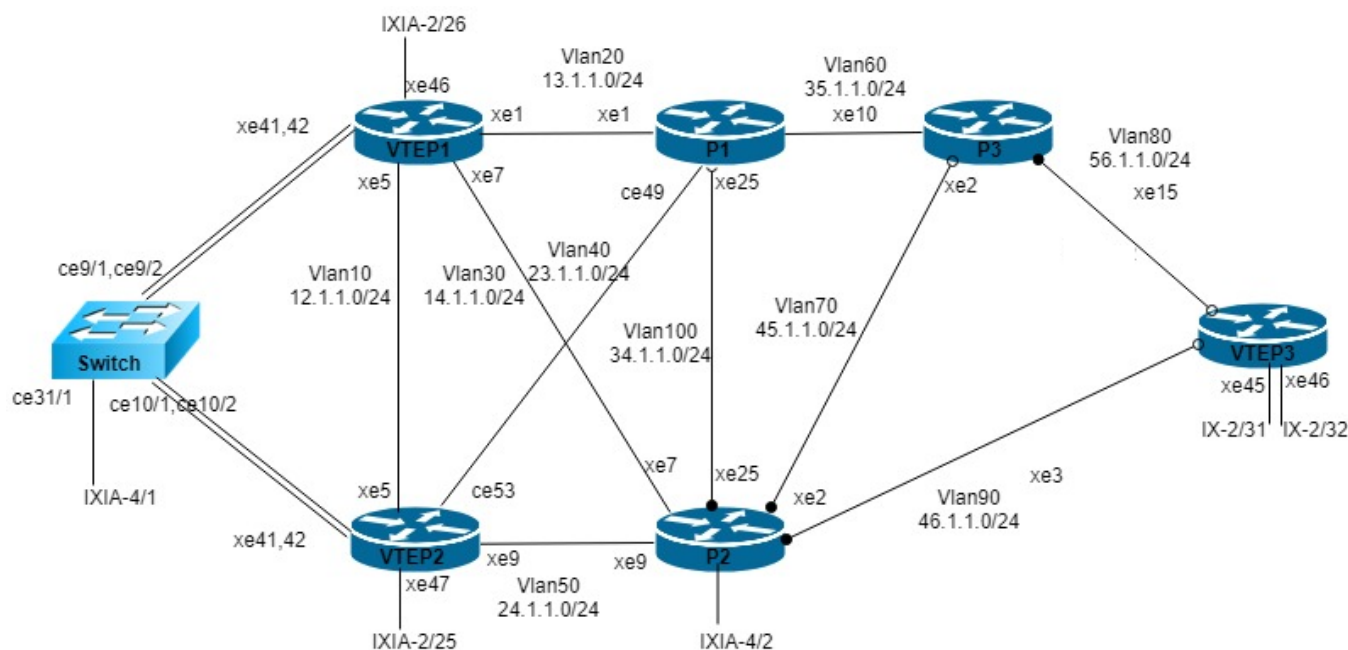 IXIA-2/26
xe46
Vlan20
13.1.1.0/24
Vlan60
35.1.1.0/24
xe41,42
xe1
xe1
xe10
VTEP1
P1
P3
Vlan80
56.1.1.0/24
xe5
xe7
ce49
xe25
xe2
xe15
ce9/1,ce9/2
Vlan10
12.1.1.0/24
Vlan30
14.1.1.0/24
Vlan40
23.1.1.0/24
Vlan100
34.1.1.0/24
Vlan70
45.1.1.0/24
Switch
VTEP3
ce31/1
ce10/1,ce10/2
xe45
xe46
IX-2/31
IX-2/32
IXIA-4/1
xe5
ce53
xe7
xe25
xe2
xe3
Vlan90
46.1.1.0/24
xe41,42
VTEP2
xe9
xe9
P2
xe47
Vlan50
24.1.1.0/24
IXIA-2/25
IXIA-4/2